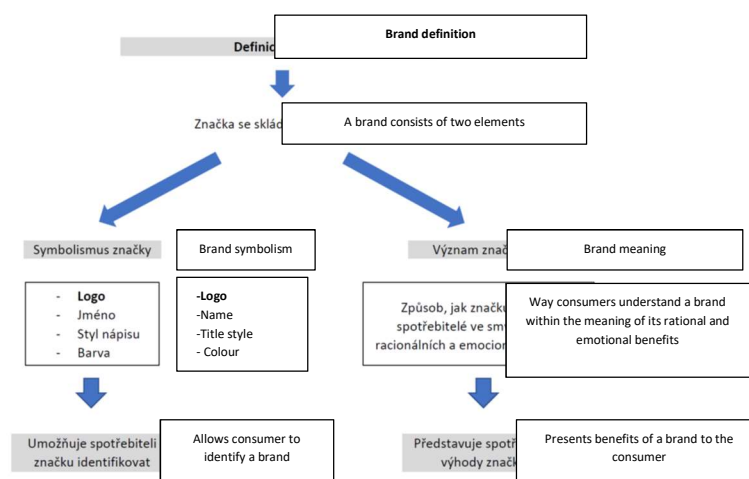 Brand definition
Definic
Značka se sklád
A brand consists of two elements
Symbolismus značky
Brand symbolism
Význam znač
Brand meaning
- Logo
- Jméno
- Styl nápisu
- Barva
-Logo
-Name
-Title style
- Colour
Způsob, jak značku
spotřebitelé ve smy
racionálních a emocion
Way consumers understand a brand
within the meaning of its rational and
emotional benefits
Umožňuje spotřebiteli
značku identifikovat
Allows consumer to
identify a brand
Představuje spotř
výhody značk
Presents benefits of a brand to the
consumer